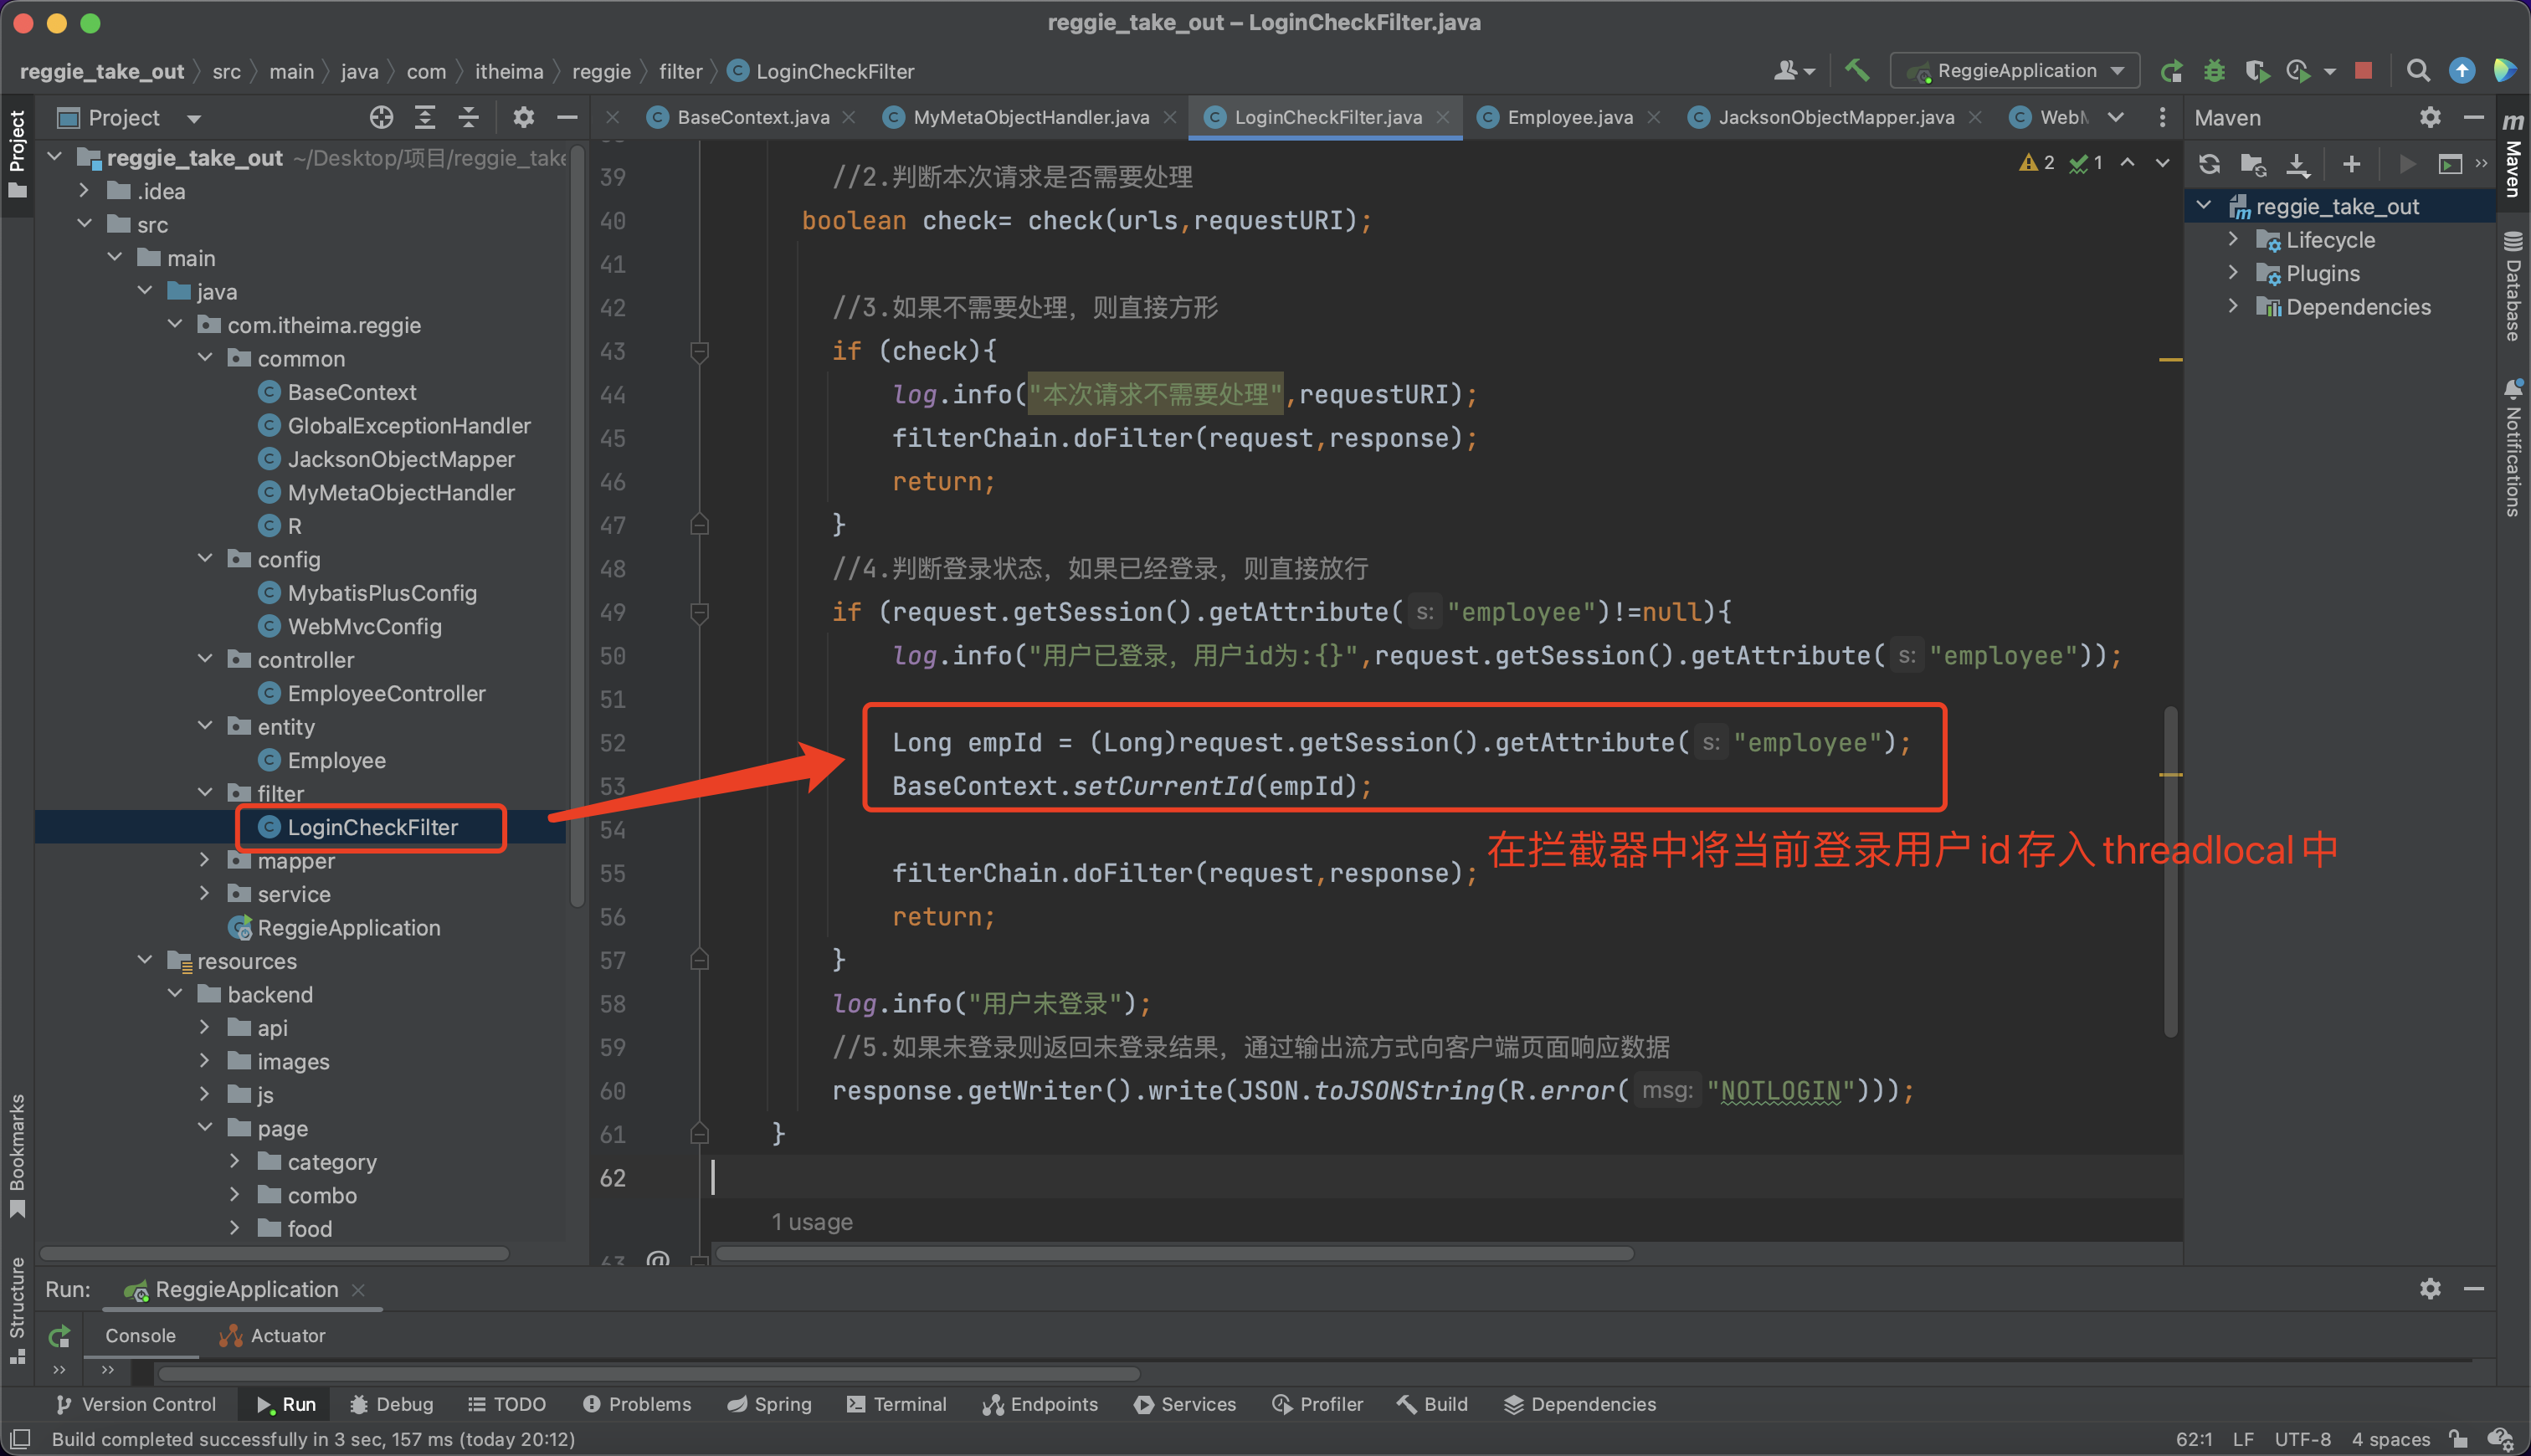 reggie_take_out – LoginCheckFilter.java
reggie_take_out src main java com itheima reggie filter LoginCheckFilter
ReggieApplication
Project
BaseContext.java MyMetaObjectHandler.java LoginCheckFilter.java Employee.java JacksonObjectMapper.java
Maven
reggie_take_out ~/Desktop/项目/reggie_take
.idea
src
main
java
com.itheima.reggie
common
BaseContext
GlobalExceptionHandler
JacksonObjectMapper
MyMetaObjectHandler
R
config
MybatisPlusConfig
WebMvcConfig
controller
EmployeeController
entity
Employee
filter
LoginCheckFilter
mapper
service
ReggieApplication
resources
backend
api
images
js
page
category
combo
food
2 1
39 //2.判断本次请求是否需要处理
40 boolean check= check(urls,requestURI);
41
42 //3.如果不需要处理，则直接方形
43 if (check){
44 log.info("本次请求不需要处理",requestURI);
45 filterChain.doFilter(request,response);
46 return;
47 }
48 //4.判断登录状态，如果已经登录，则直接放行
49 if (request.getSession().getAttribute( s: "employee")!=null){
50 log.info("用户已登录，用户id为:{}",request.getSession().getAttribute( s: "employee"));
51
52 Long empId = (Long)request.getSession().getAttribute( s: "employee");
53 BaseContext.setCurrentId(empId);
54
在拦截器中将当前登录用户id存入threadlocal中
55 filterChain.doFilter(request,response);
56 return;
57 }
58 log.info("用户未登录");
59 //5.如果未登录则返回未登录结果，通过输出流方式向客户端页面响应数据
60 response.getWriter().write(JSON.toJSONString(R.error( msg: "NOTLOGIN")));
61 }
62
1 usage
reggie_take_out
Lifecycle
Plugins
Dependencies
Project
Bookmarks
Structure
Maven
Database
Notifications
Run: ReggieApplication
Console Actuator
Version Control Run Debug TODO Problems Spring Terminal Endpoints Services Profiler Build Dependencies
Build completed successfully in 3 sec, 157 ms (today 20:12)
62:1 LF UTF-8 4 spaces